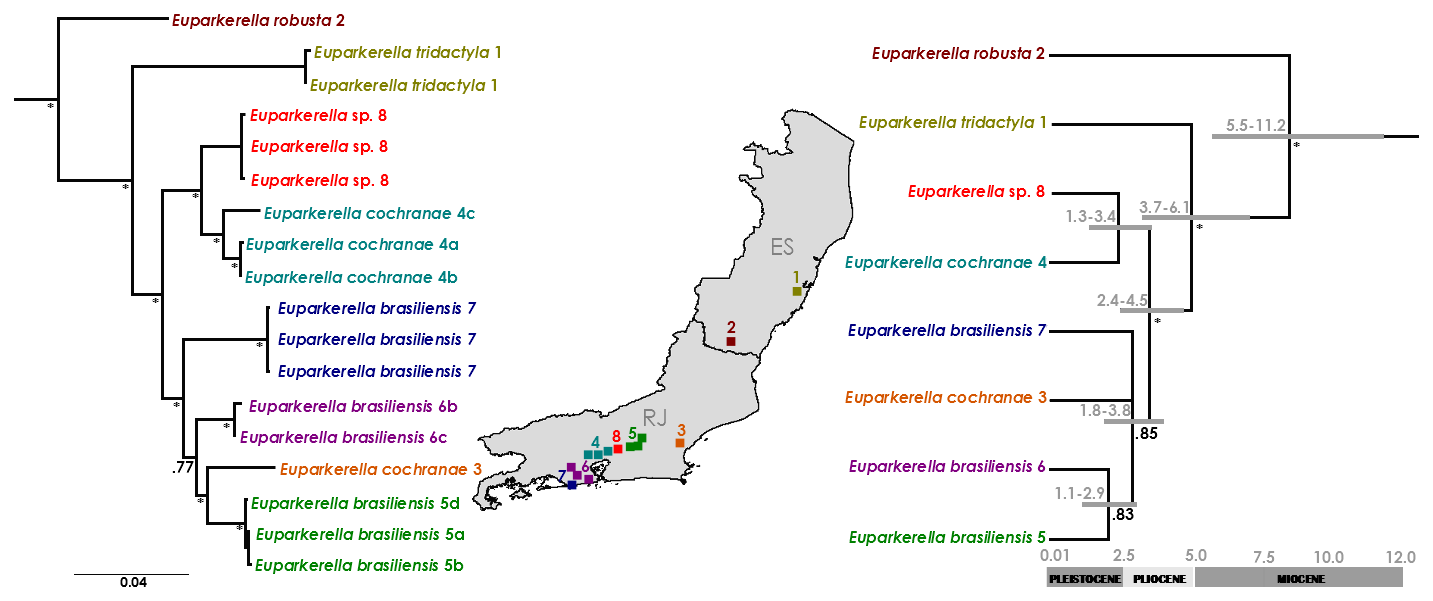 Euparkerella robusta 2
Euparkerella tridactyla 1
Euparkerella tridactyla 1
Euparkerella sp. 8
Euparkerella sp. 8
Euparkerella sp. 8
Euparkerella cochranae 4c
Euparkerella cochranae 4a
Euparkerella cochranae 4b
Euparkerella brasiliensis 7
Euparkerella brasiliensis 7
Euparkerella brasiliensis 7
Euparkerella brasiliensis 6b
Euparkerella brasiliensis 6c
Euparkerella cochranae 3
Euparkerella brasiliensis 5d
Euparkerella brasiliensis 5a
Euparkerella brasiliensis 5b
*
*
*
*
*
*
*
*
*
.77
*
*
0.04
ES
1
2
RJ
3
5
8
4
6
7
Euparkerella robusta 2
Euparkerella tridactyla 1
Euparkerella sp. 8
Euparkerella cochranae 4
Euparkerella brasiliensis 7
Euparkerella cochranae 3
Euparkerella brasiliensis 6
Euparkerella brasiliensis 5
5.5-11.2
*
3.7-6.1
*
1.3-3.4
2.4-4.5
*
1.8-3.8
.85
1.1-2.9
.83
0.01 2.5 5.0 7.5 10.0 12.0
PLEISTOCENE PLIOCENE MIOCENE